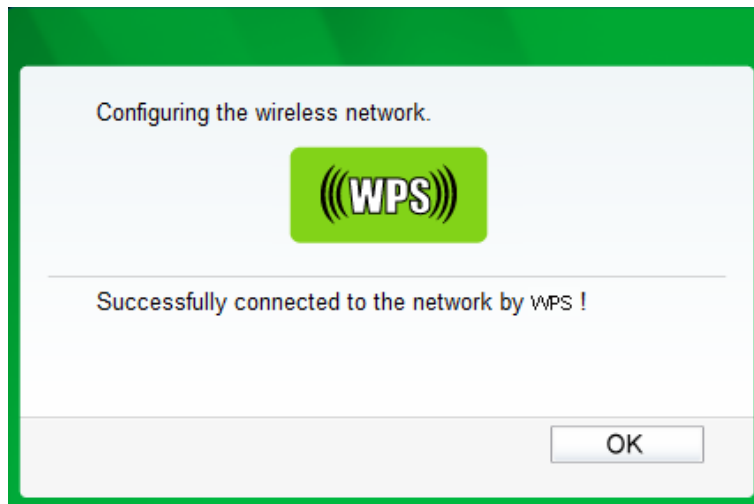 Configuring the wireless network.
WPS
Successfully connected to the network by WPS !
OK